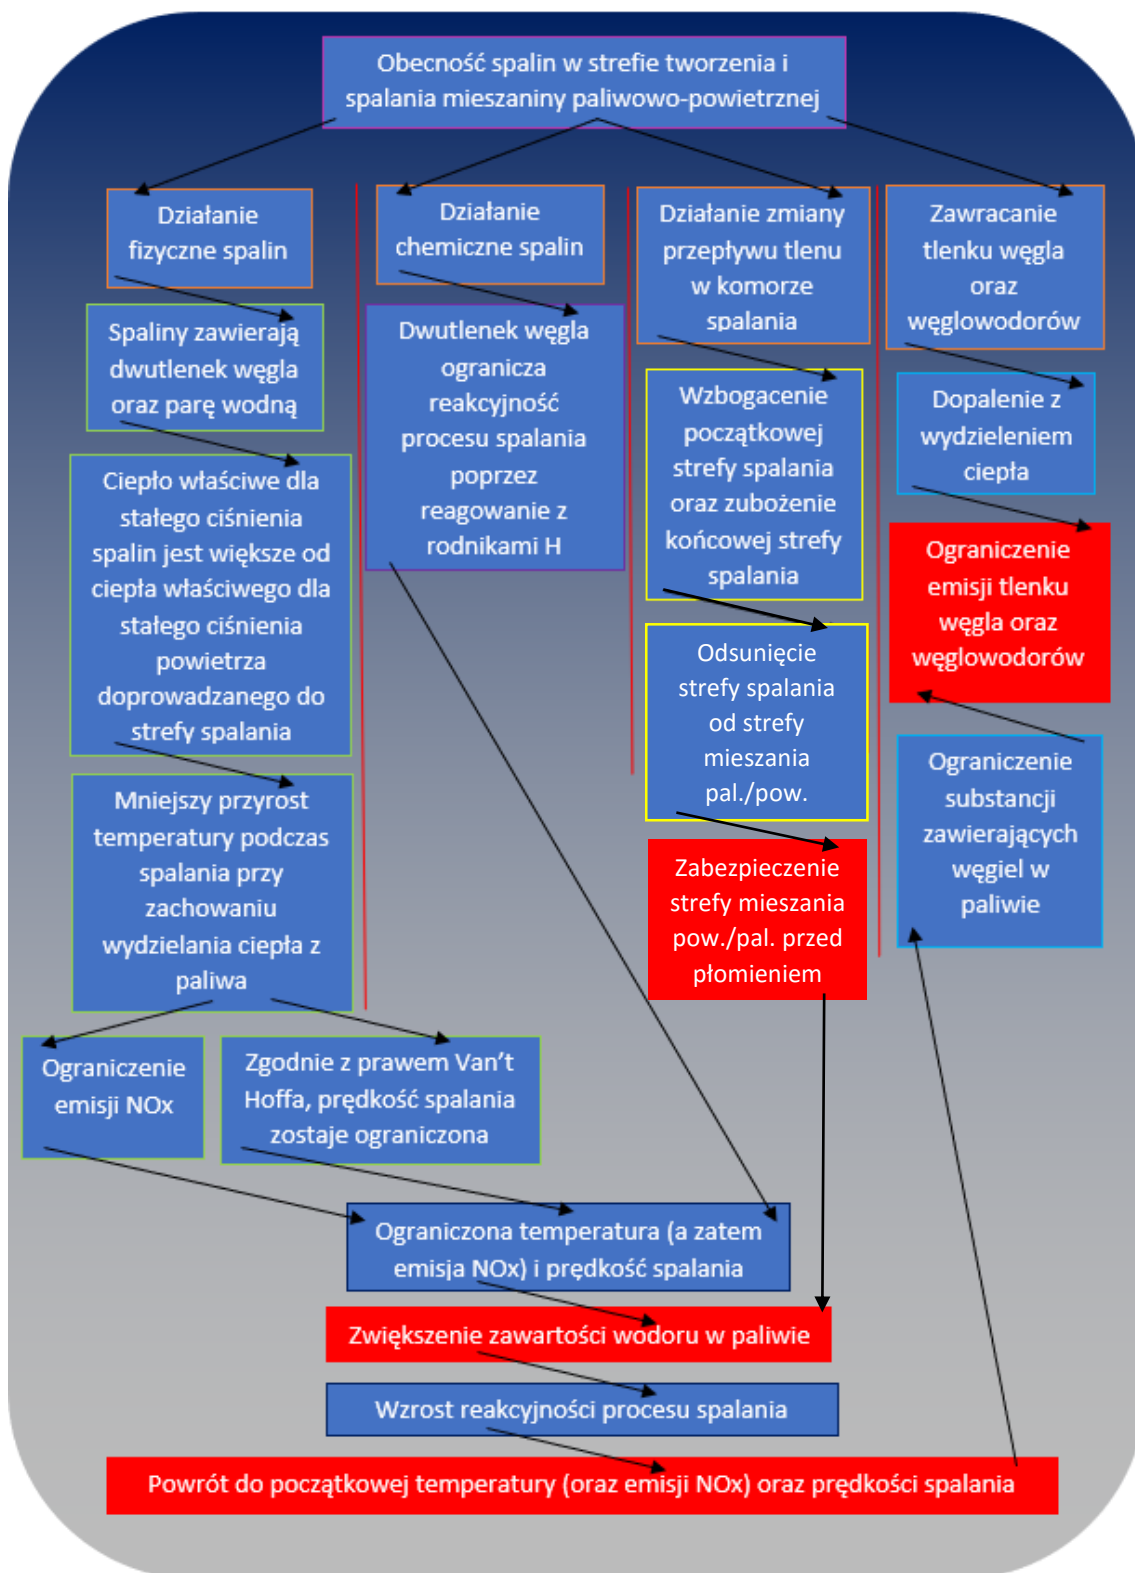 Obecność spalin w strefie tworzenia i
spalania mieszaniny paliwowo-powietrznej
Działanie
fizyczne spalin
Spaliny zawierają
dwutlenek węgla
oraz parę wodną
Ciepło właściwe dla
stałego ciśnienia
spalin jest większe od
ciepła właściwego dla
stałego ciśnienia
powietrza
doprowadzanego do
strefy spalania
Mniejszy przyrost
temperatury podczas
spalania przy
zachowaniu
wydzielania ciepła z
paliwa
Ograniczenie
emisji NOx
Zgodnie z prawem Van't
Hoffa, prędkość spalania
zostaje ograniczona
Działanie
chemiczne spalin
Dwutlenek węgla
ogranicza
reakcyjność
procesu spalania
poprzez
reagowanie z
rodnikami H
Działanie zmiany
przepływu tlenu
w komorze
spalania
Wzbogacenie
początkowej
strefy spalania
oraz zubożenie
końcowej strefy
spalania
Odsunięcie
strefy spalania
od strefy
mieszania
pal./pow.
Zabezpieczenie
strefy mieszania
pow./pal. przed
płomieniem
Zawracanie
tlenku węgla
oraz
węglowodorów
Dopalenie z
wydzieleniem
ciepła
Ograniczenie
emisji tlenku
węgla oraz
węglowodorów
Ograniczenie
substancji
zawierających
węgiel w
paliwie
Ograniczona temperatura (a zatem
emisja NOx) i prędkość spalania
Zwiększenie zawartości wodoru w paliwie
Wzrost reakcyjności procesu spalania
Powrót do początkowej temperatury (oraz emisji NOx) oraz prędkości spalania